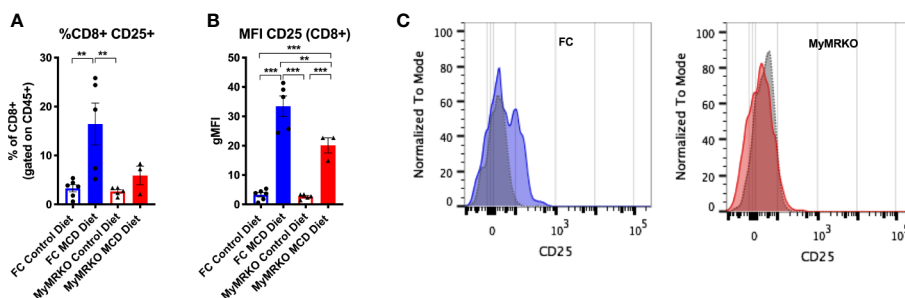 A
%CD8+ CD25+
% of CD8+
(gated on CD45+)
30
20
10
0
**
**
FC Control Diet
FC MCD Diet
MyMRKO Control Diet
MyMRKO MCD Diet
B
MFI CD25 (CD8+)
gMFI
60
40
20
0
***
**
***
***
***
FC Control Diet
FC MCD Diet
MyMRKO Control Diet
MyMRKO MCD Diet
C
Normalized To Mode
100
80
60
40
20
0
FC
0
10³
10⁵
CD25
Normalized To Mode
100
80
60
40
20
0
MyMRKO
0
10³
CD25